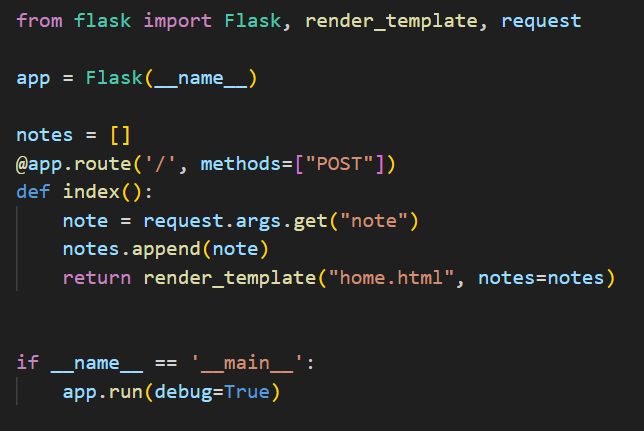 from flask import Flask, render_template, request
app = Flask(__name__)
notes = []
@app.route('/', methods=["POST"])
def index():
    note = request.args.get("note")
    notes.append(note)
    return render_template("home.html", notes=notes)
if __name__ == '__main__':
    app.run(debug=True)